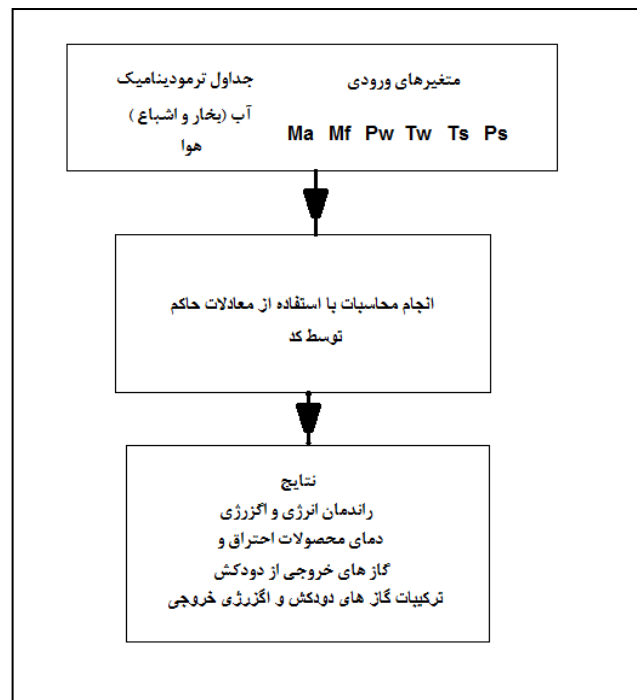 متغیرهای ورودی
Ma Mf Pw Tw Ts Ps
جداول ترمودینامیک
آب (بخار و اشباع )
هوا
انجام محاسبات با استفاده از معادلات حاکم
توسط کد
نتایج
راندمان انرژی و اگزرژی
دمای محصولات احتراق و
گاز های خروجی از دودکش
ترکیبات گاز های دودکش و اگزرژی خروجی